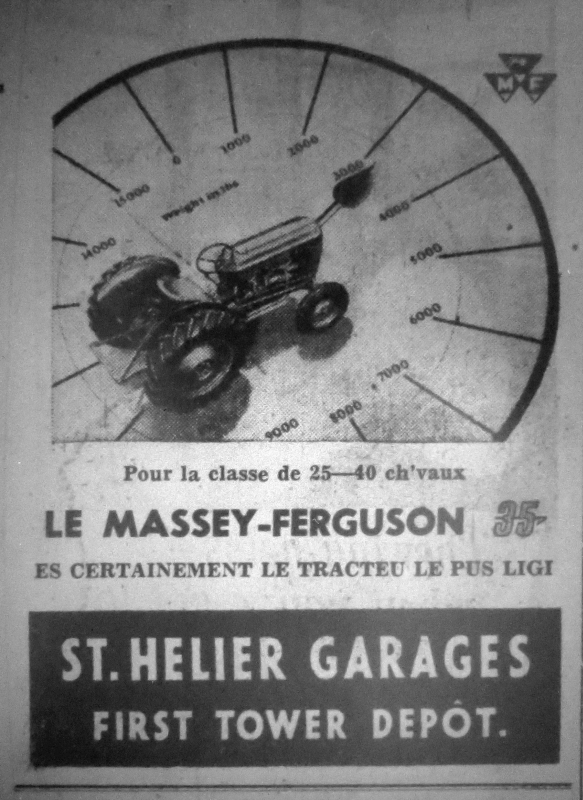 M F
0
1000
2000
3000
4000
5000
6000
7000
8000
9000
14000
15000
Weight in lbs
Pour la classe de 25—40 ch'vaux
LE MASSEY-FERGUSON 35
ES CERTAINEMENT LE TRACTEU LE PUS LIGI
ST. HELIER GARAGES
FIRST TOWER DEPÔT.